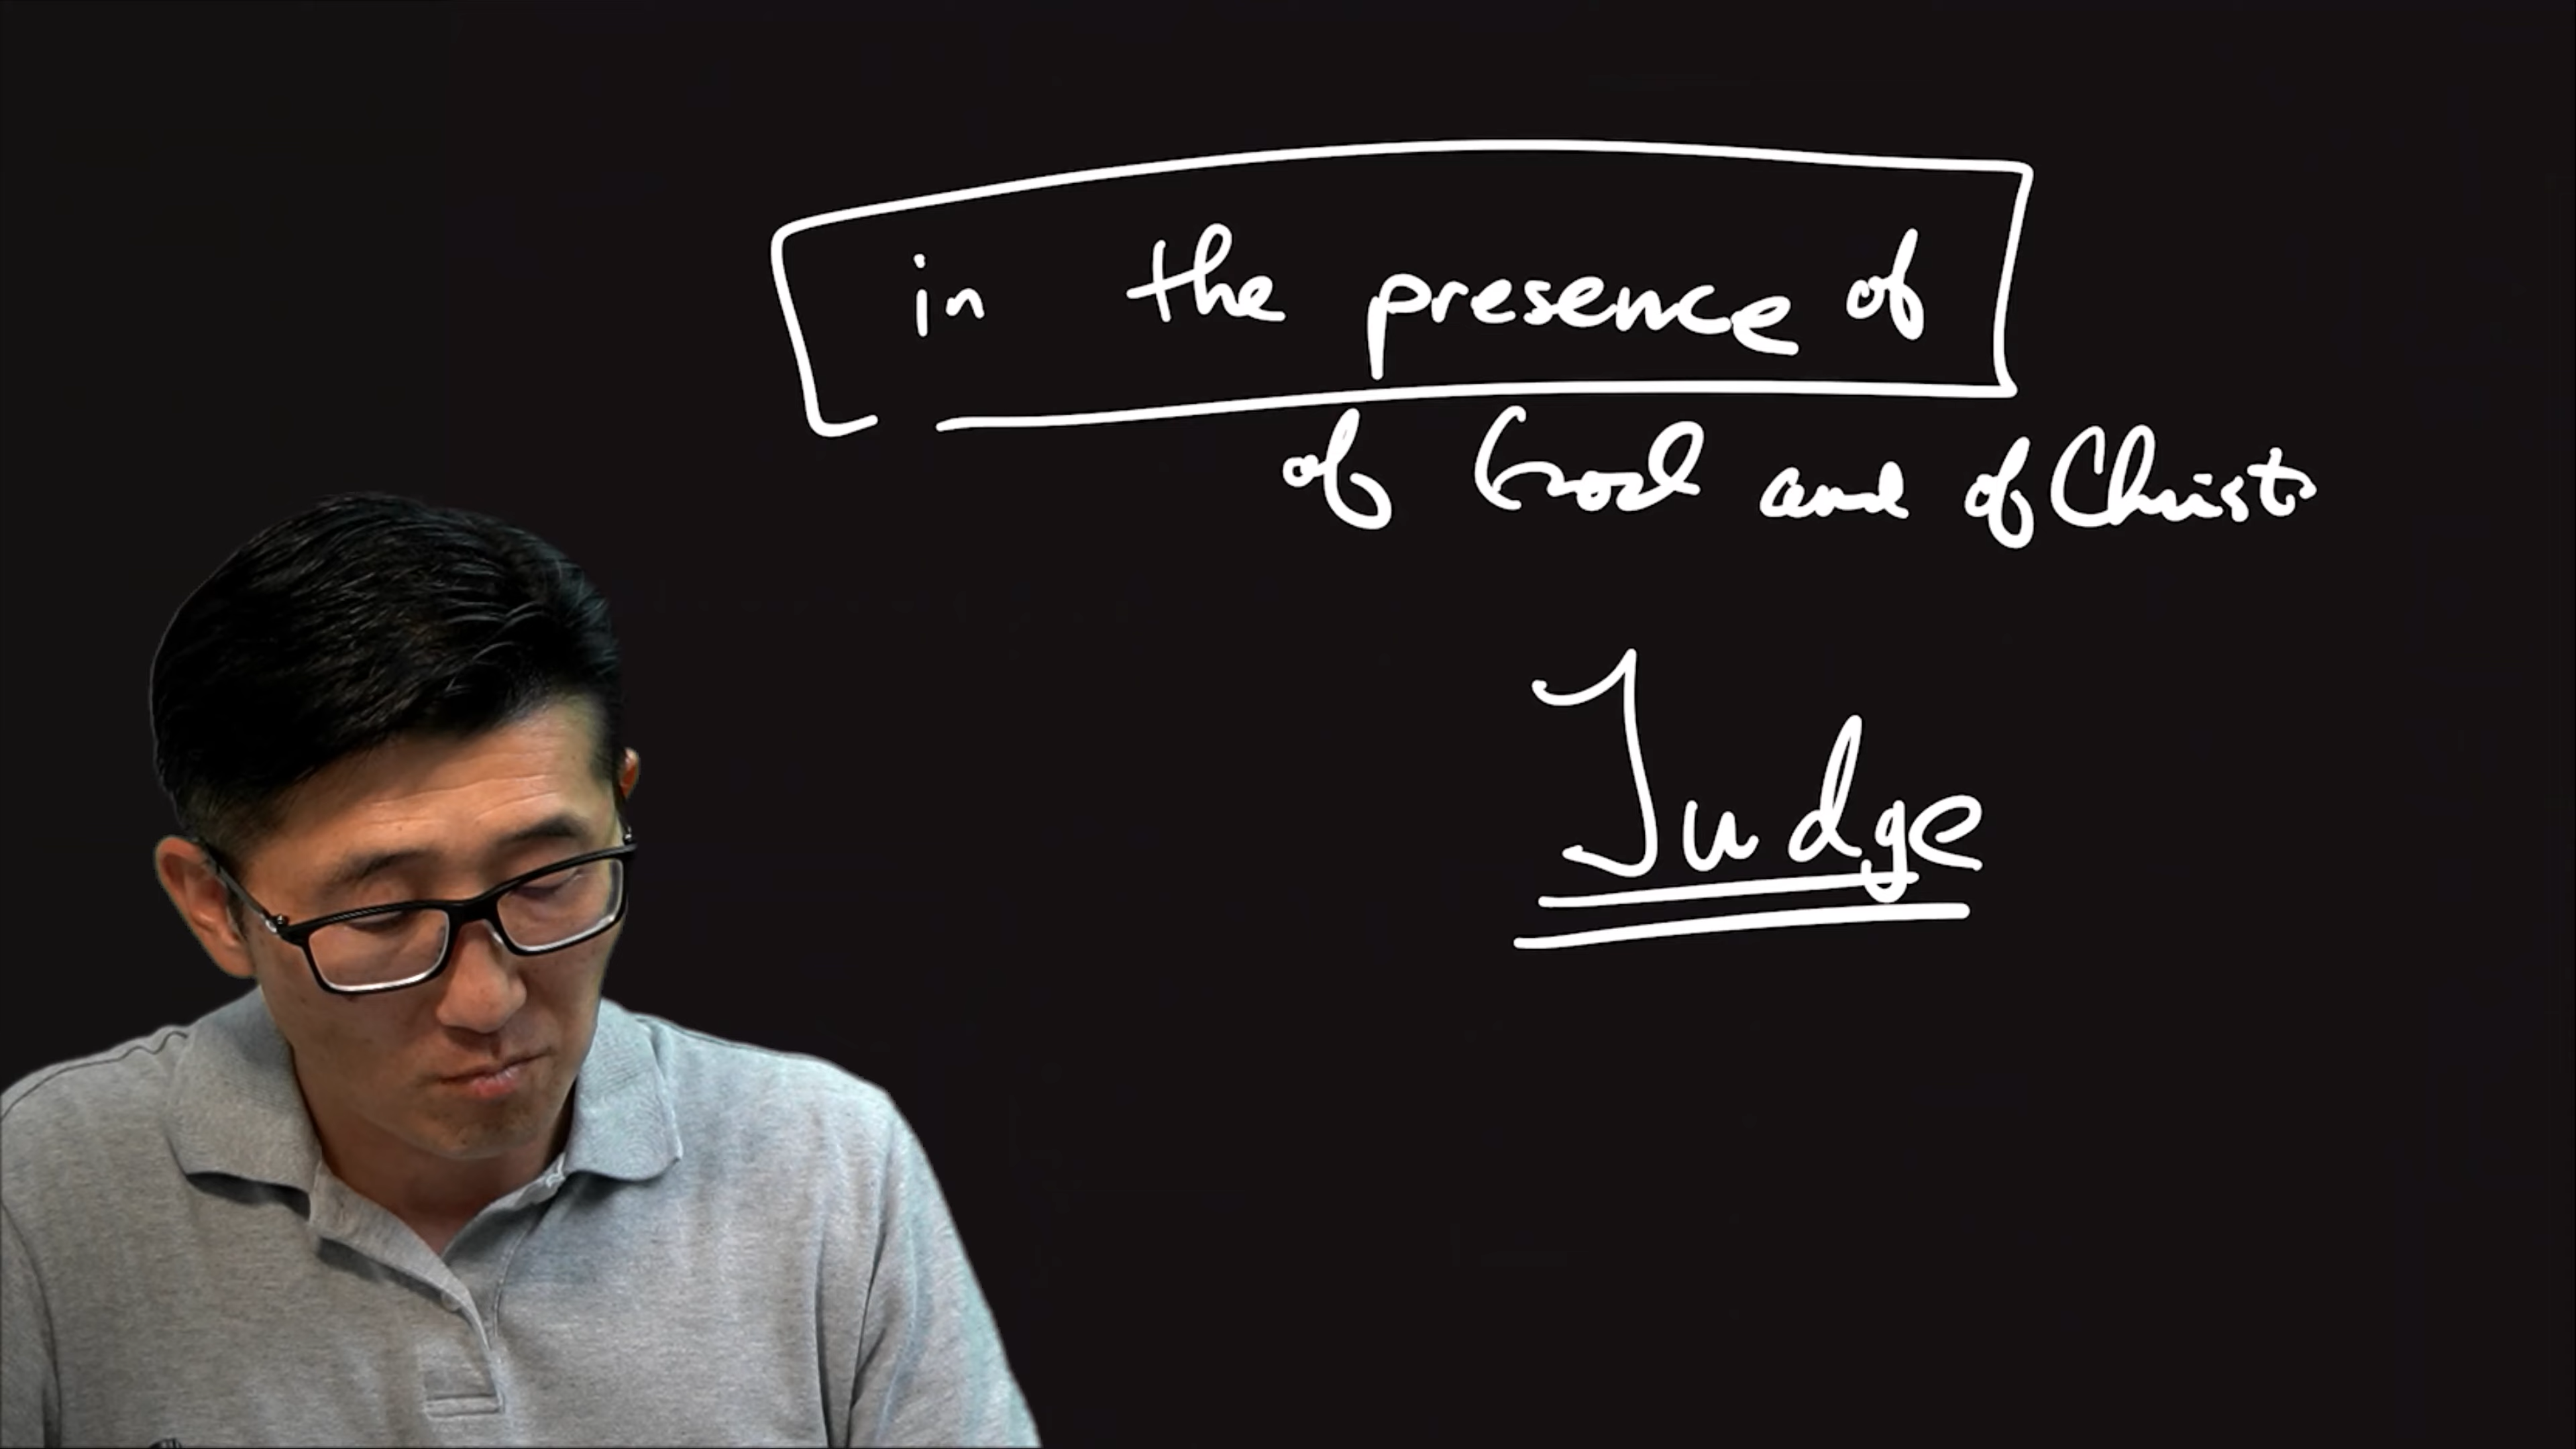 in the presence of
of God and of Christ
Judge